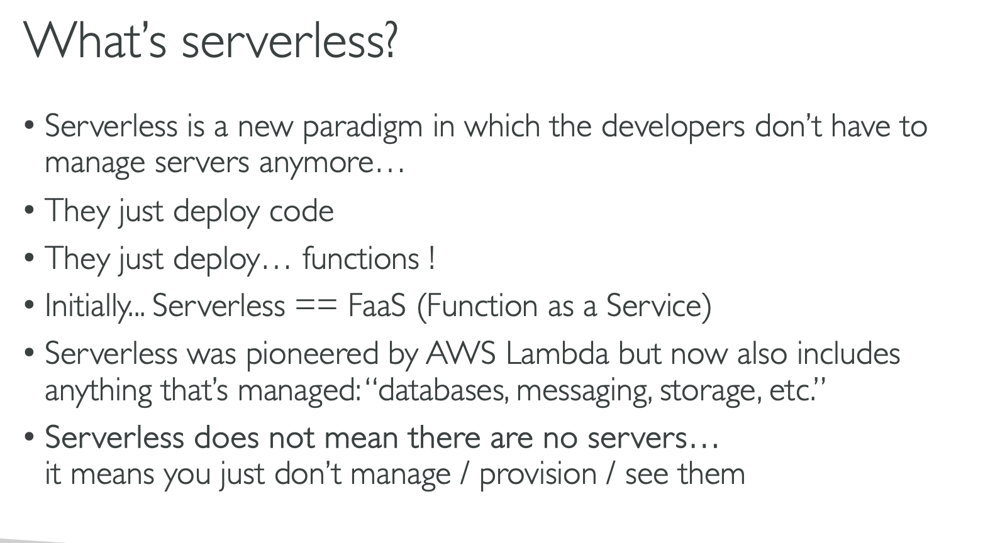 What’s serverless?
• Serverless is a new paradigm in which the developers don’t have to
manage servers anymore…
• They just deploy code
• They just deploy… functions !
• Initially... Serverless == FaaS (Function as a Service)
• Serverless was pioneered by AWS Lambda but now also includes
anything that’s managed: “databases, messaging, storage, etc.”
• Serverless does not mean there are no servers…
it means you just don’t manage / provision / see them